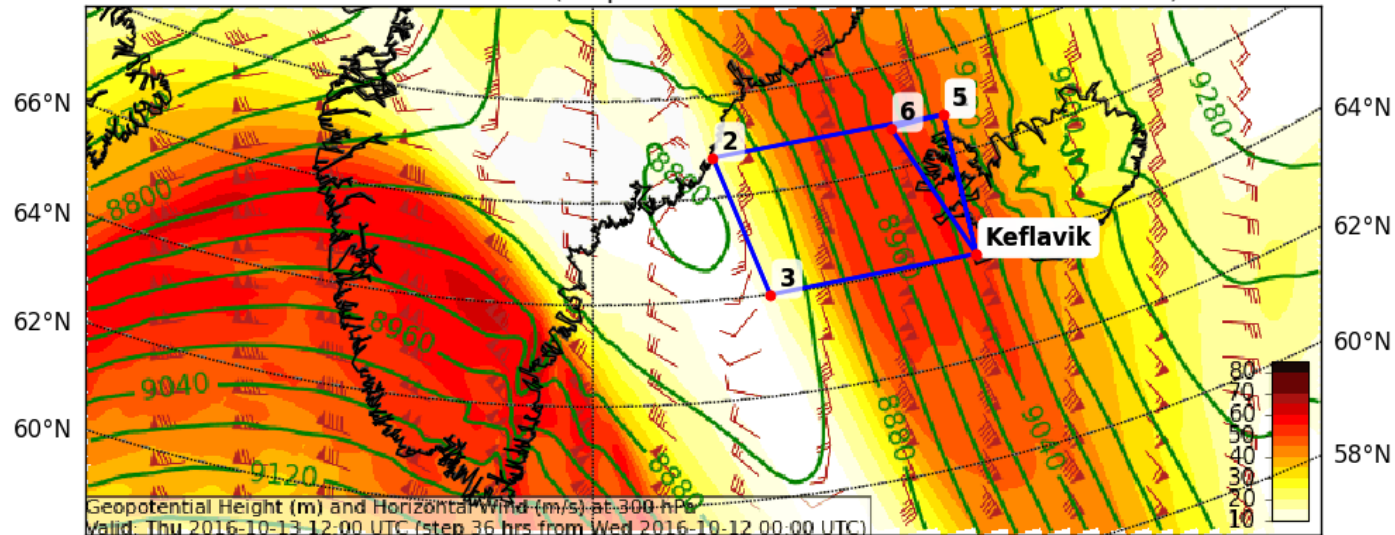 66°N
64°N
62°N
60°N
64°N
62°N
60°N
58°N
2
3
6
5
Keflavik
8800
8960
9040
9120
8880
8880
9040
9280
80
70
60
50
40
30
20
10
Geopotential Height (m) and Horizontal Wind (m/s) at 300 hPa
Valid: Thu 2016-10-13 12:00 UTC (step 36 hrs from Wed 2016-10-12 00:00 UTC)